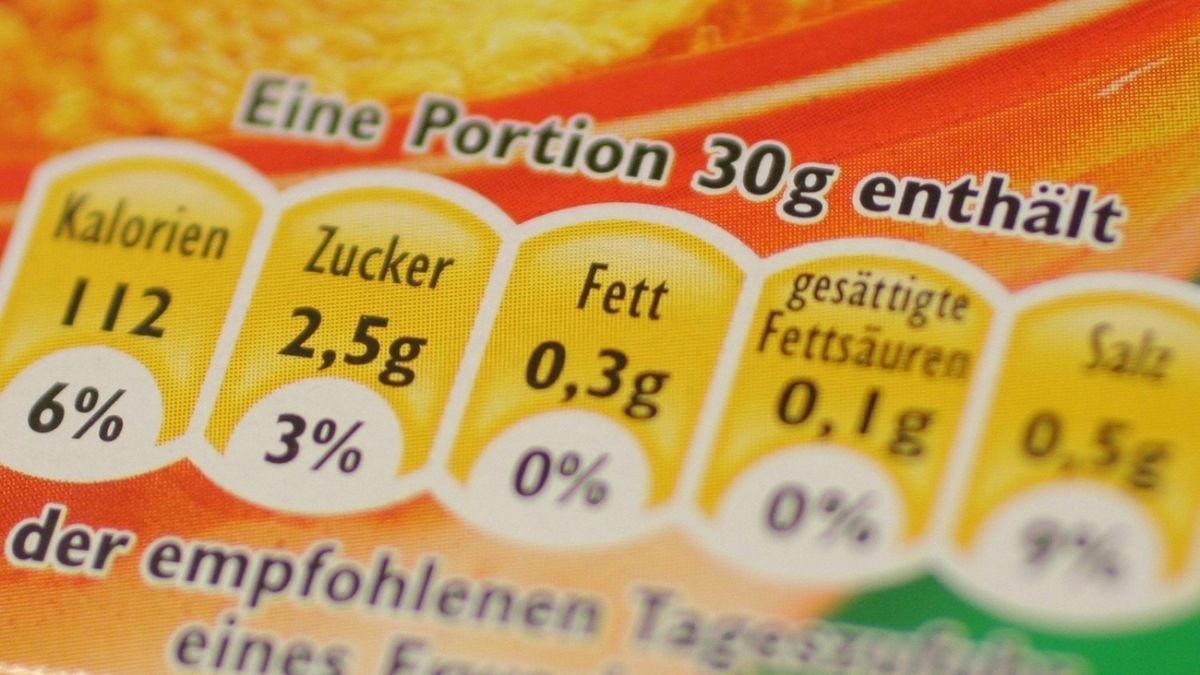 Eine Portion 30g enthält
Kalorien
112
6%
Zucker
2,5g
3%
Fett
0,3g
0%
gesättigte
Fettsäuren
0,1g
0%
Salz
0,5g
9%
der empfohlenen
eines